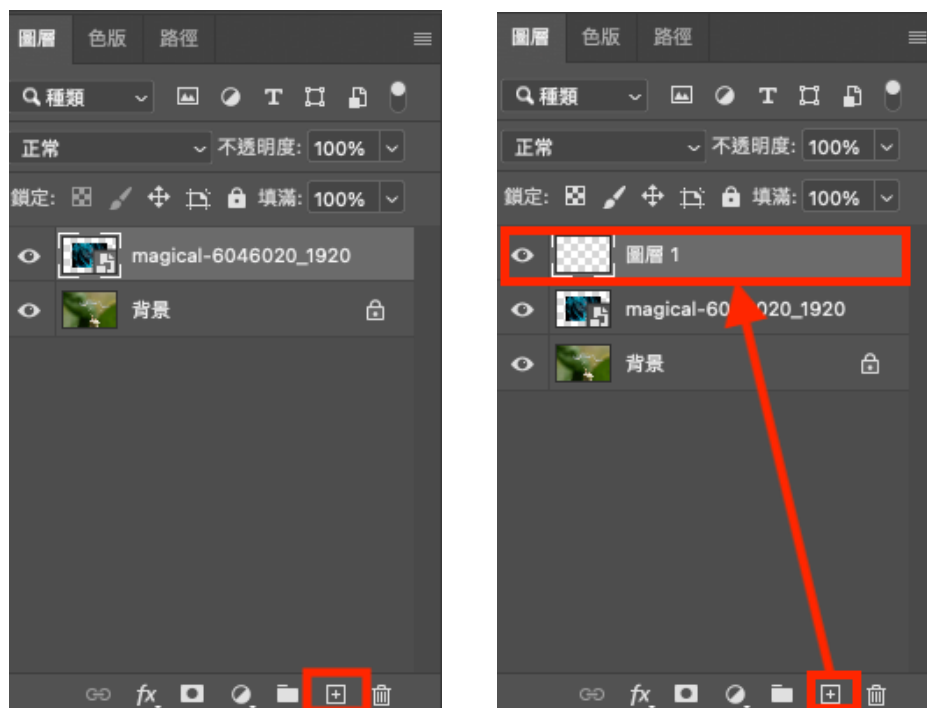 圖層 色版 路徑
種類
正常 不透明度: 100%
鎖定: 填滿: 100%
magical-6046020_1920
背景
fx
圖層 色版 路徑
種類
正常 不透明度: 100%
鎖定: 填滿: 100%
圖層 1
magical-60 020_1920
背景
fx